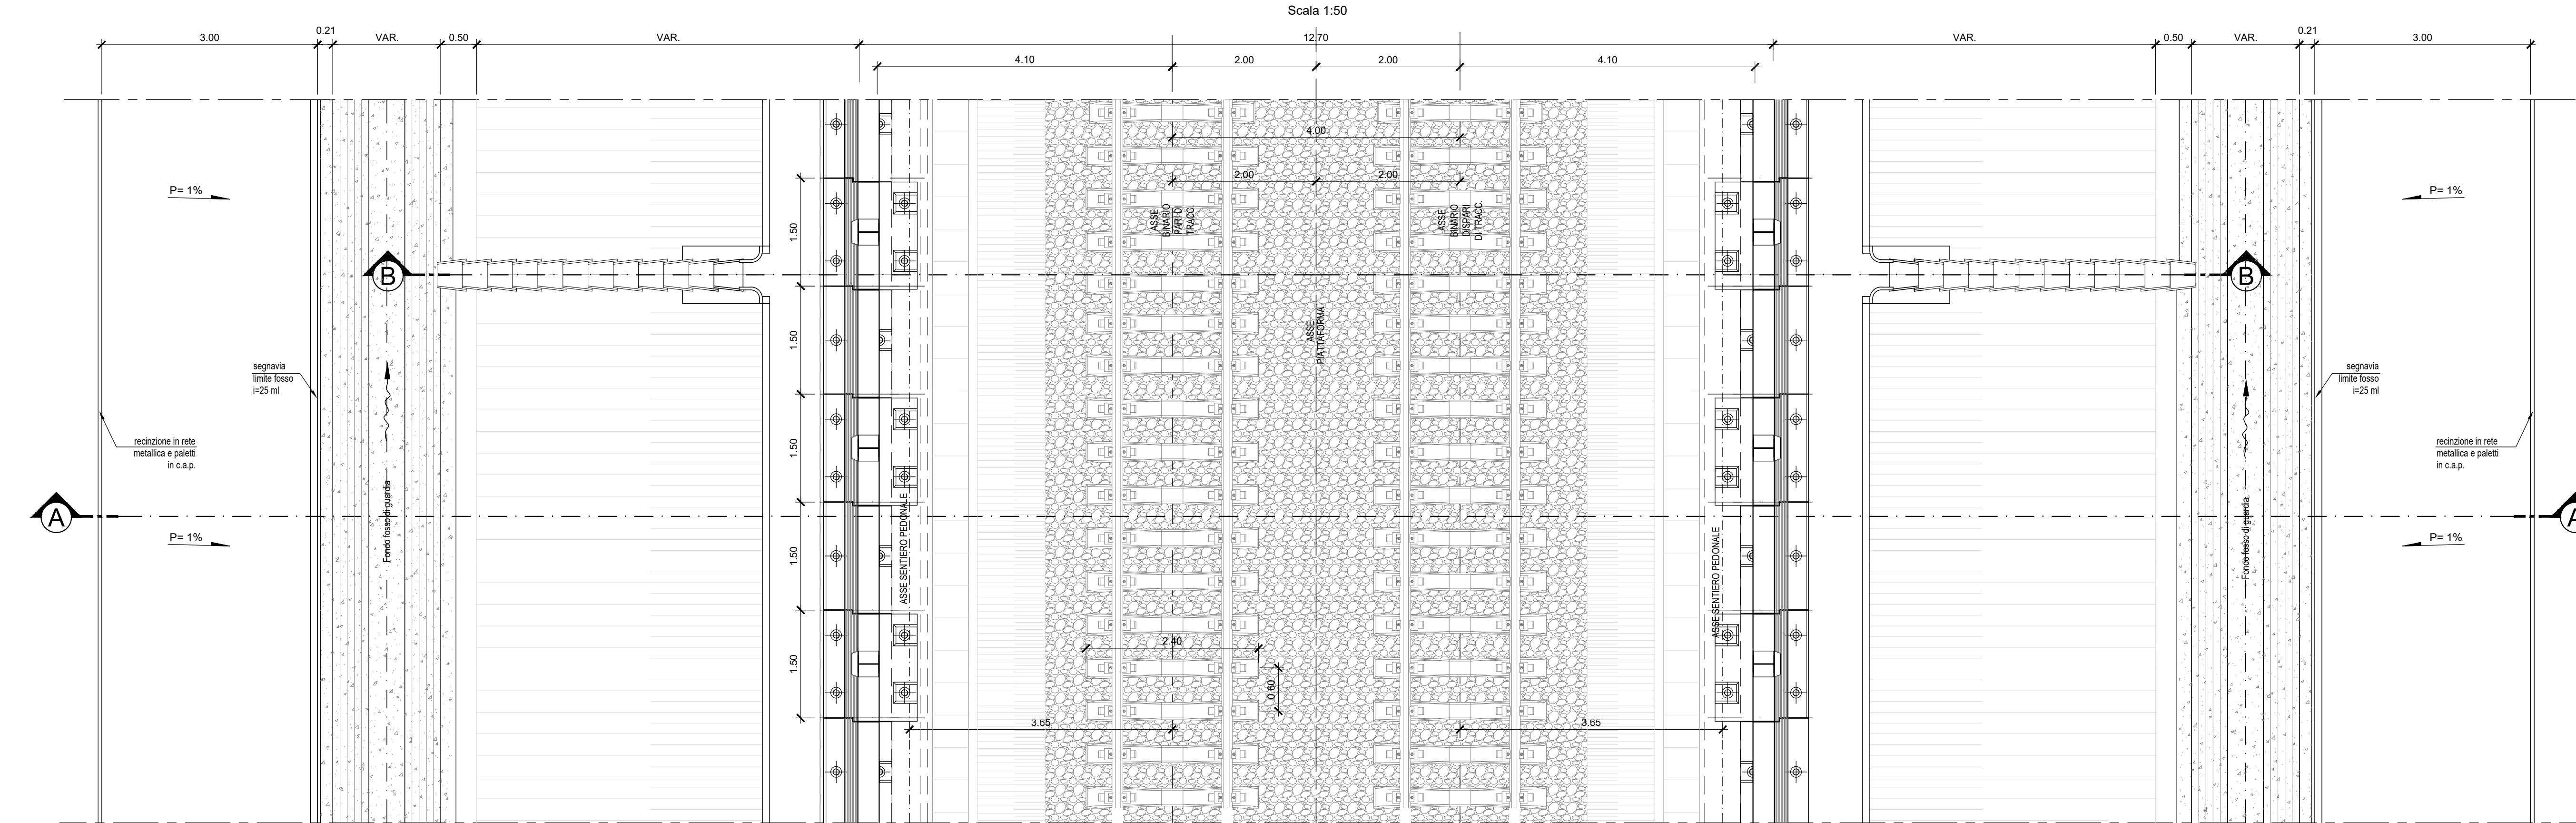 Scala 1:50
3.00
0.21
VAR.
0.50
VAR.
12.70
VAR.
0.50
VAR.
0.21
3.00
4.10
2.00
2.00
4.10
4.00
2.00
2.00
P= 1%
P= 1%
ASSE
BINARIO
PARI DI
TRACC.
ASSE
BINARIO
DISPARI
DI TRACC.
1.50
B
B
ASSE
PIATTAFORMA
1.50
segnavia
limite fosso
i=25 ml
segnavia
limite fosso
i=25 ml
recinzione in rete
metallica e paletti
in c.a.p.
recinzione in rete
metallica e paletti
in c.a.p.
1.50
Fondo fosso di guardia
ASSE SENTIERO PEDONALE
ASSE SENTIERO PEDONALE
Fondo fosso di guardia
A
A
P= 1%
P= 1%
1.50
1.50
2.40
0.60
3.65
3.65